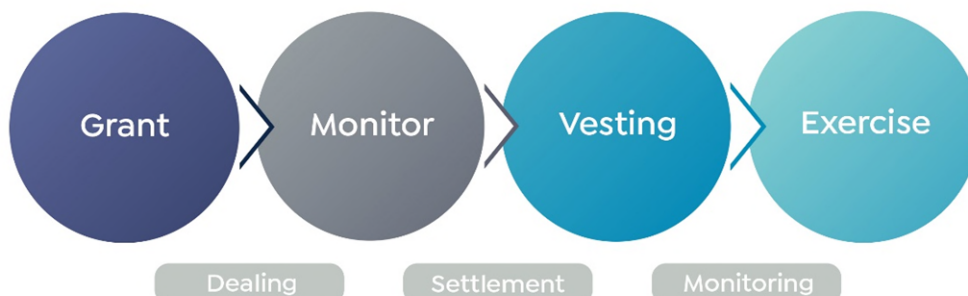 Grant
Monitor
Vesting
Exercise
Dealing
Settlement
Monitoring